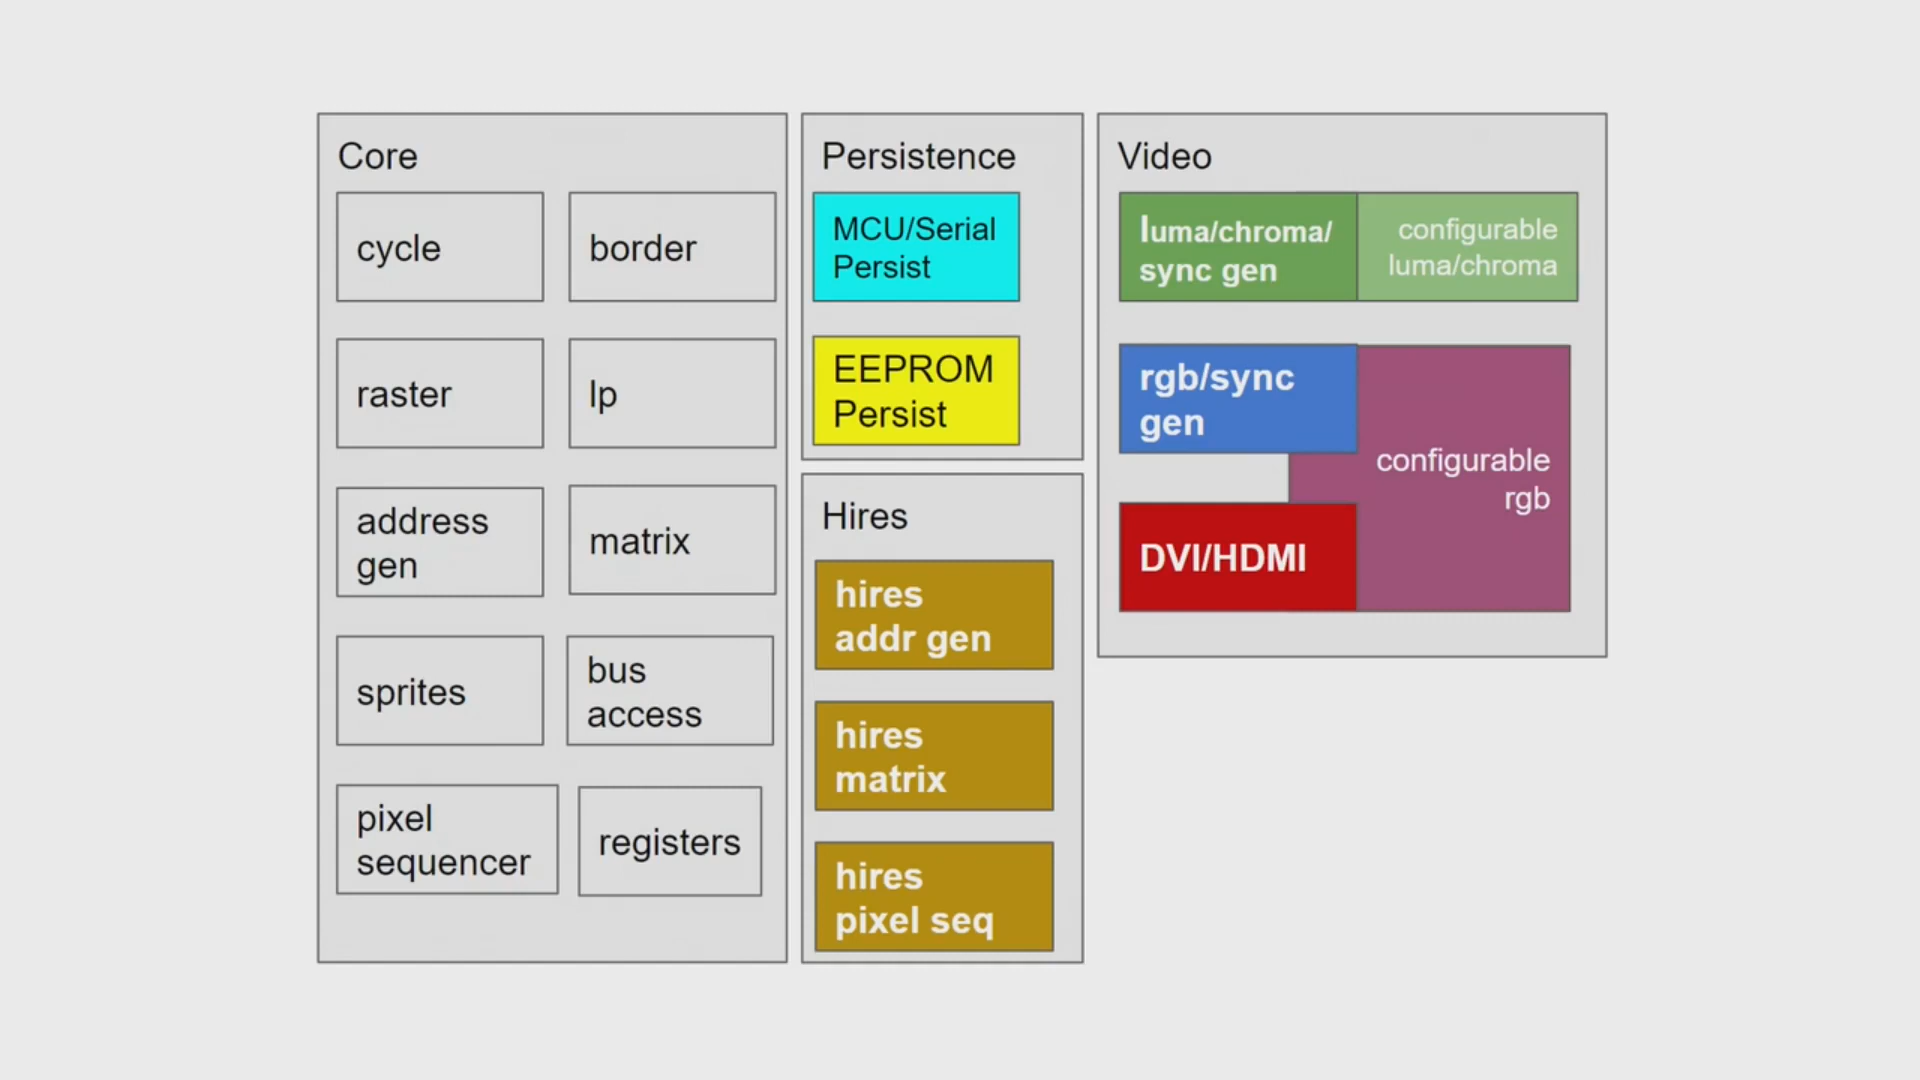 Core
cycle
border
raster
lp
address
gen
matrix
sprites
bus
access
pixel
sequencer
registers
Persistence
MCU/Serial
Persist
EEPROM
Persist
Hires
hires
addr gen
hires
matrix
hires
pixel seq
Video
luma/chroma/
sync gen
configurable
luma/chroma
rgb/sync
gen
configurable
rgb
DVI/HDMI